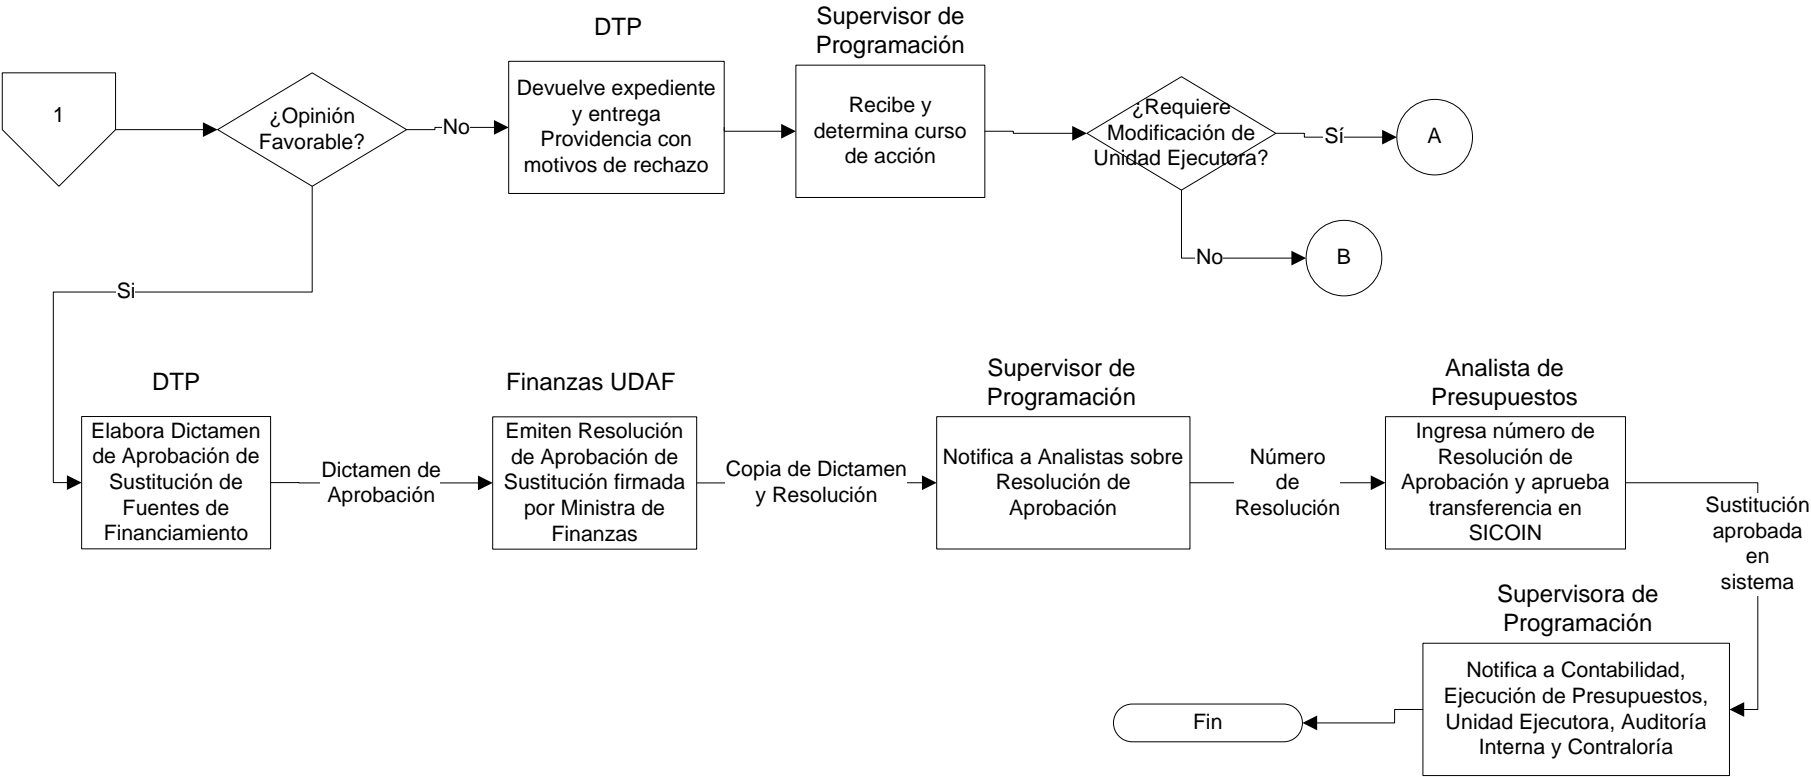 DTP
Supervisor de
Programación
1
¿Opinión
Favorable?
No
Devuelve expediente
y entrega
Providencia con
motivos de rechazo
Recibe y
determina curso
de acción
¿Requiere
Modificación de
Unidad Ejecutora?
Sí
A
No
B
Si
DTP
Elabora Dictamen
de Aprobación de
Sustitución de
Fuentes de
Financiamiento
Dictamen de
Aprobación
Finanzas UDAF
Emiten Resolución
de Aprobación de
Sustitución firmada
por Ministra de
Finanzas
Copia de Dictamen
y Resolución
Supervisor de
Programación
Notifica a Analistas sobre
Resolución de
Aprobación
Número
de
Resolución
Analista de
Presupuestos
Ingresa número de
Resolución de
Aprobación y aprueba
transferencia en
SICOIN
Sustitución
aprobada
en
sistema
Supervisora de
Programación
Notifica a Contabilidad,
Ejecución de Presupuestos,
Unidad Ejecutora, Auditoría
Interna y Contraloría
Fin